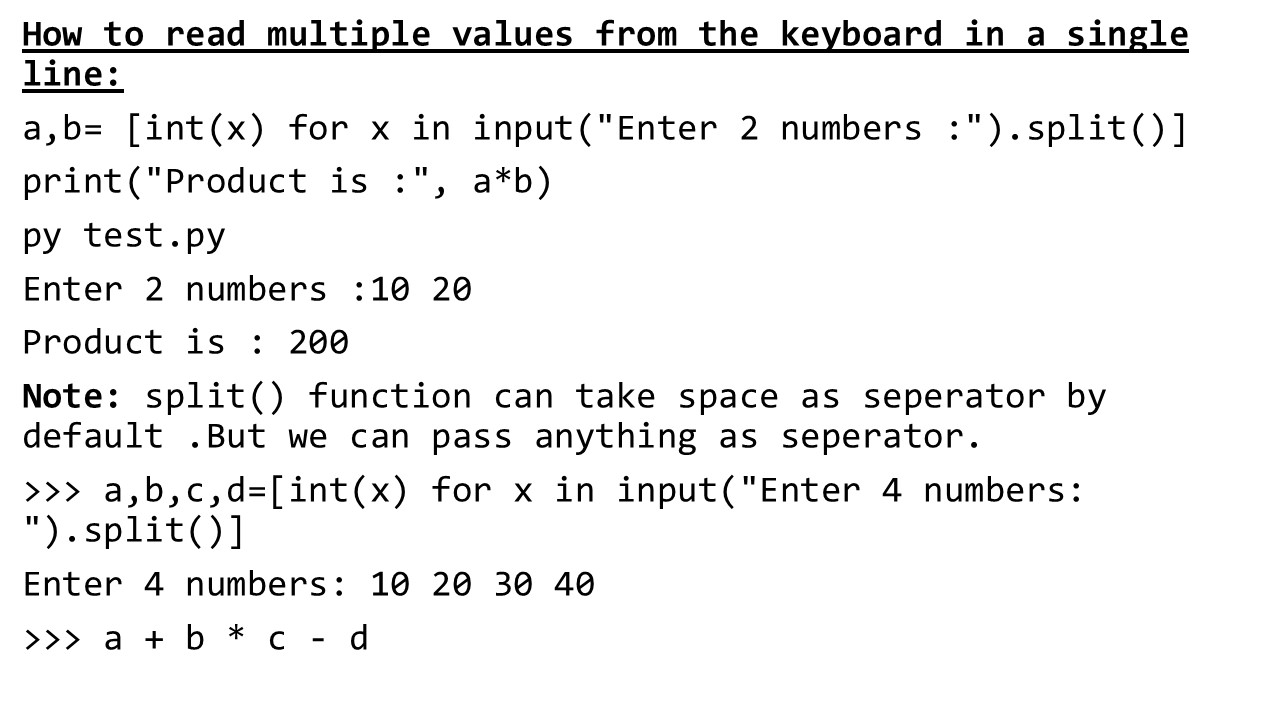 How to read multiple values from the keyboard in a single
line:
a,b= [int(x) for x in input("Enter 2 numbers :").split()]
print("Product is :", a*b)
py test.py
Enter 2 numbers :10 20
Product is : 200
Note: split() function can take space as seperator by
default .But we can pass anything as seperator.
>>> a,b,c,d=[int(x) for x in input("Enter 4 numbers:
").split()]
Enter 4 numbers: 10 20 30 40
>>> a + b * c - d